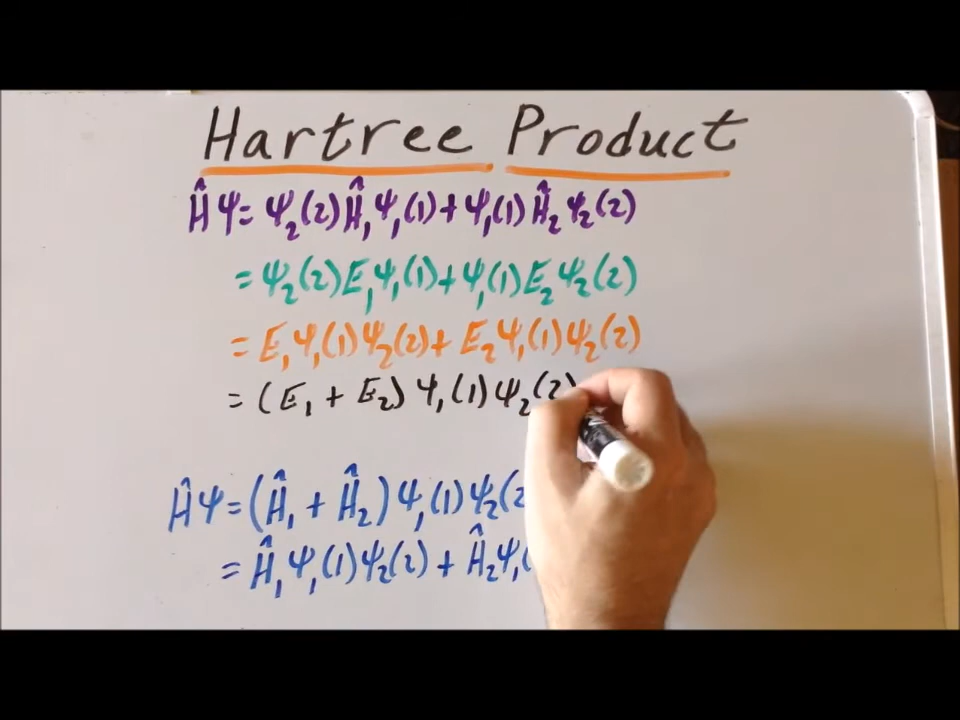 Hartree Product
Ĥψ = ψ₂(2)Ĥ₁ψ₁(1) + ψ₁(1)Ĥ₂ψ₂(2)
= ψ₂(2)E₁ψ₁(1) + ψ₁(1)E₂ψ₂(2)
= E₁ψ₁(1)ψ₂(2) + E₂ψ₁(1)ψ₂(2)
= (E₁ + E₂)ψ₁(1)ψ₂(2)
Ĥψ = (Ĥ₁ + Ĥ₂)ψ₁(1)ψ₂(2
= Ĥ₁ψ₁(1)ψ₂(2) + Ĥ₂ψ₁(